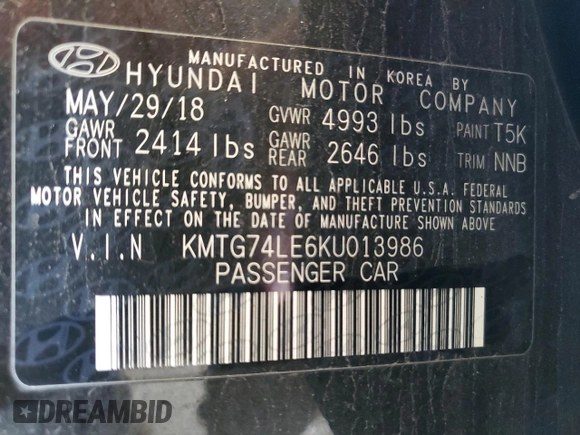 MANUFACTURED IN KOREA BY
HYUNDAI MOTOR COMPANY
MAY/29/18 GVWR 4993 lbs PAINT T5K
GAWR FRONT 2414 lbs GAWR REAR 2646 lbs TRIM NNB
THIS VEHICLE CONFORMS TO ALL APPLICABLE U.S.A. FEDERAL
MOTOR VEHICLE SAFETY, BUMPER, AND THEFT PREVENTION STANDARDS
IN EFFECT ON THE DATE OF MANUFACTURE SHOWN ABOVE
V.I.N KMTG74LE6KU013986
PASSENGER CAR
DREAMBID